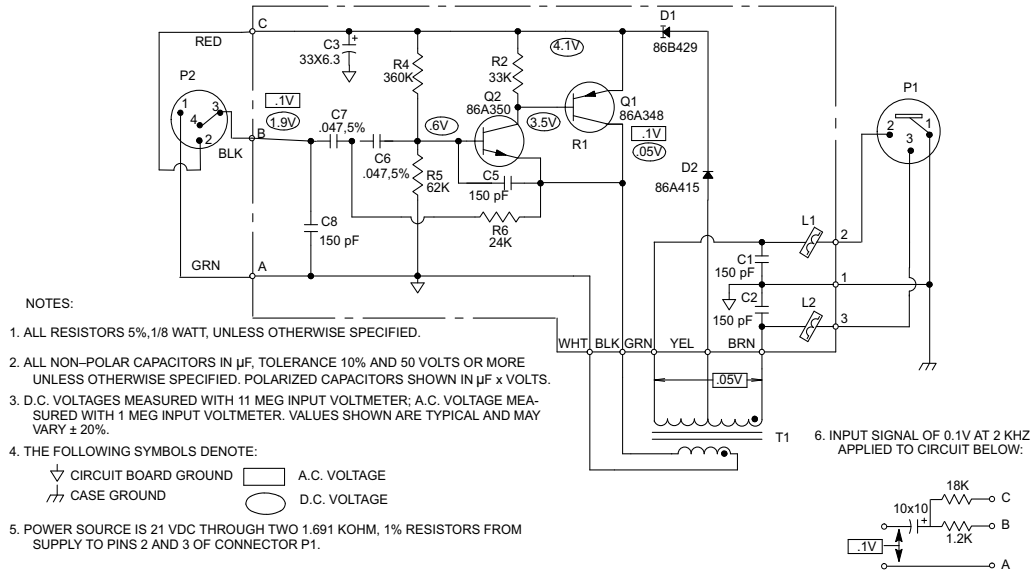 C
D1
RED
C3
33X6.3
+
4.1V
86B429
P2
R4
360K
R2
33K
P1
1
3
4
2
.1V
1.9V
Q2
86A350
Q1
86A348
C7
.047,5%
.6V
3.5V
R1
.1V
.05V
2
1
3
B
BLK
C6
.047,5%
R5
62K
C5
150 pF
D2
86A415
C8
150 pF
R6
24K
L1
2
C1
150 pF
GRN
A
1
C2
150 pF
L2
3
NOTES:
1. ALL RESISTORS 5%,1/8 WATT, UNLESS OTHERWISE SPECIFIED.
WHT
BLK
GRN
YEL
BRN
2. ALL NON–POLAR CAPACITORS IN µF, TOLERANCE 10% AND 50 VOLTS OR MORE
UNLESS OTHERWISE SPECIFIED. POLARIZED CAPACITORS SHOWN IN µF x VOLTS.
.05V
3. D.C. VOLTAGES MEASURED WITH 11 MEG INPUT VOLTMETER; A.C. VOLTAGE MEA-
SURED WITH 1 MEG INPUT VOLTMETER. VALUES SHOWN ARE TYPICAL AND MAY
VARY ± 20%.
T1
4. THE FOLLOWING SYMBOLS DENOTE:
CIRCUIT BOARD GROUND
A.C. VOLTAGE
CASE GROUND
D.C. VOLTAGE
5. POWER SOURCE IS 21 VDC THROUGH TWO 1.691 KOHM, 1% RESISTORS FROM
SUPPLY TO PINS 2 AND 3 OF CONNECTOR P1.
6. INPUT SIGNAL OF 0.1V AT 2 KHZ
APPLIED TO CIRCUIT BELOW:
18K
C
10x10
+
B
1.2K
.1V
A